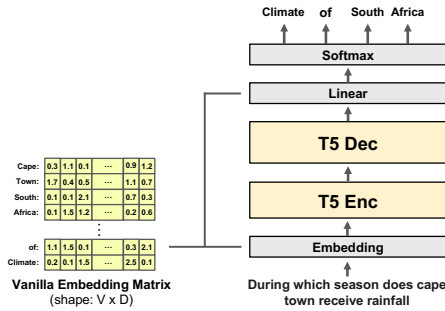 Climate of South Africa
Softmax
Linear
T5 Dec
T5 Enc
Embedding
During which season does cape
town receive rainfall
Cape: 0.3 1.1 0.1 ... 0.9 1.2
Town: 1.7 0.4 0.5 ... 1.1 0.7
South: 0.1 0.1 2.1 ... 0.7 0.3
Africa: 0.1 1.5 1.2 ... 0.2 0.6
⋮
of: 1.1 1.5 0.1 ... 0.3 2.1
Climate: 0.2 0.1 1.5 ... 2.5 0.1
Vanilla Embedding Matrix
(shape: V x D)